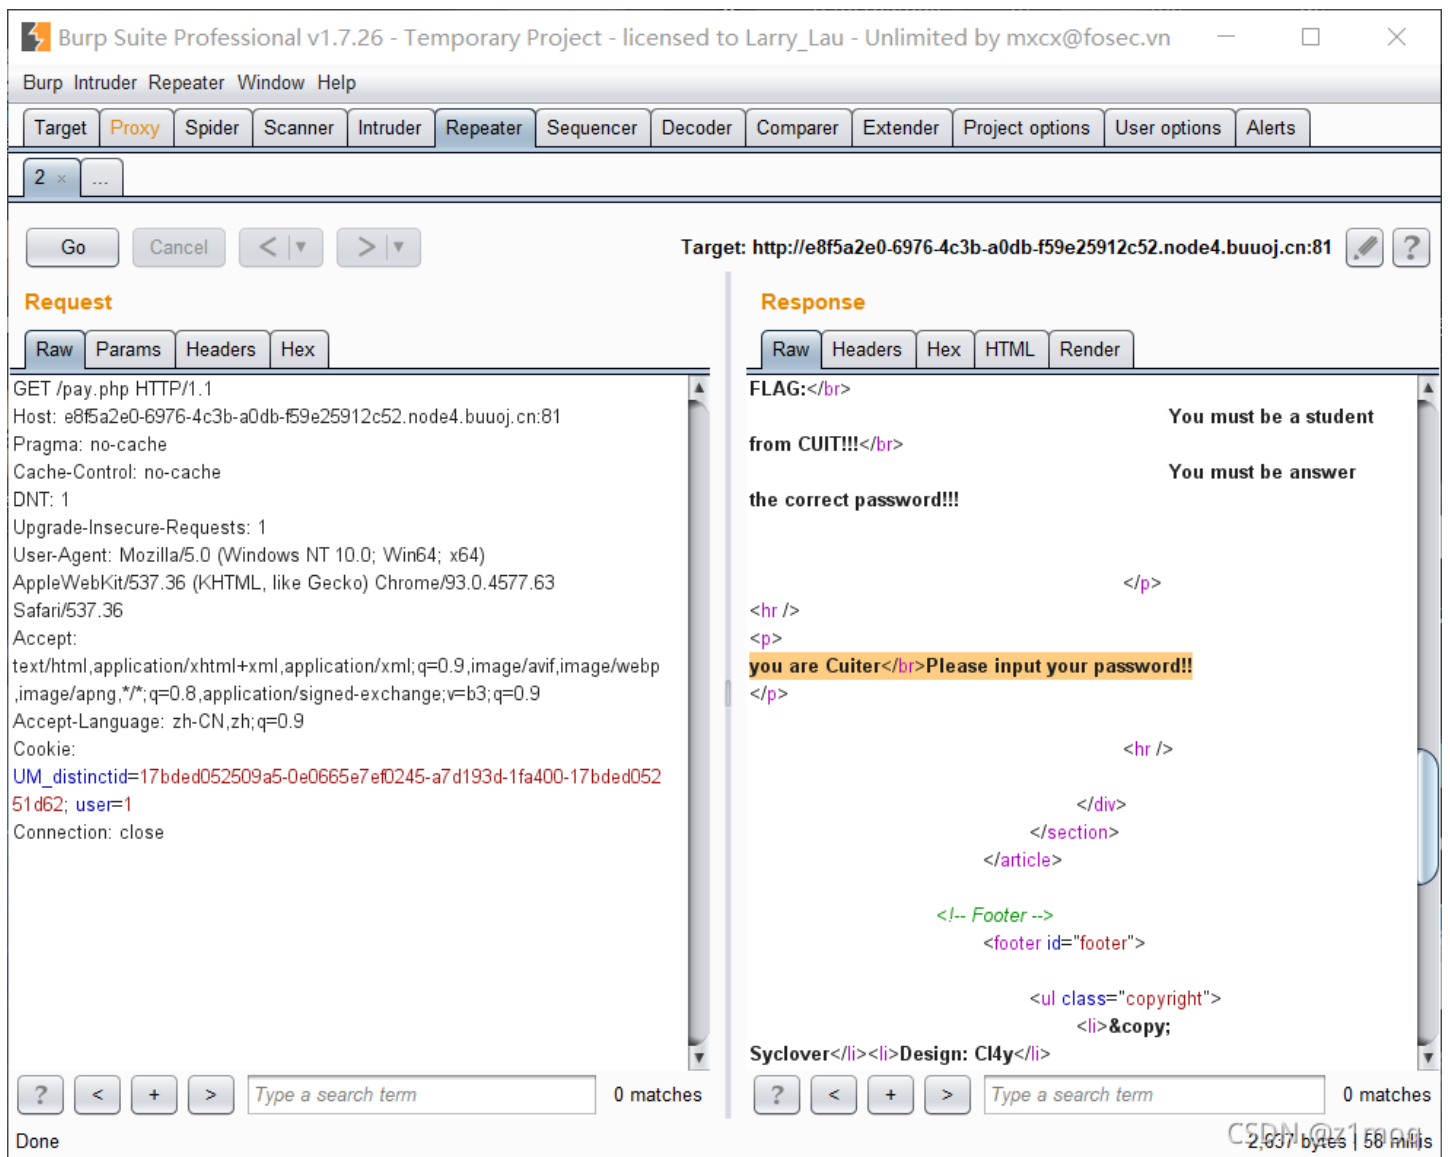 Burp Suite Professional v1.7.26 - Temporary Project - licensed to Larry_Lau - Unlimited by mxcx@fosec.vn
Burp Intruder Repeater Window Help
Target Proxy Spider Scanner Intruder Repeater Sequencer Decoder Comparer Extender Project options User options Alerts
2 × ...
Go Cancel < ▼ > ▼ Target: http://e8f5a2e0-6976-4c3b-a0db-f59e25912c52.node4.buuoj.cn:81 ?
Request
Raw Params Headers Hex
GET /pay.php HTTP/1.1
Host: e8f5a2e0-6976-4c3b-a0db-f59e25912c52.node4.buuoj.cn:81
Pragma: no-cache
Cache-Control: no-cache
DNT: 1
Upgrade-Insecure-Requests: 1
User-Agent: Mozilla/5.0 (Windows NT 10.0; Win64; x64)
AppleWebKit/537.36 (KHTML, like Gecko) Chrome/93.0.4577.63
Safari/537.36
Accept:
text/html,application/xhtml+xml,application/xml;q=0.9,image/avif,image/webp
,image/apng,*/*;q=0.8,application/signed-exchange;v=b3;q=0.9
Accept-Language: zh-CN,zh;q=0.9
Cookie:
UM_distinctid=17bded052509a5-0e0665e7ef0245-a7d193d-1fa400-17bded052
51d62; user=1
Connection: close
? < + > Type a search term 0 matches
Response
Raw Headers Hex HTML Render
FLAG:</br>
You must be a student
from CUIT!!!</br>
You must be answer
the correct password!!!
</p>
<hr />
<p>
you are Cuiter</br>Please input your password!!
</p>
<hr />
</div>
</section>
</article>
<!-- Footer -->
<footer id="footer">
<ul class="copyright">
<li>&copy;
Syclover</li><li>Design: Cl4y</li>
? < + > Type a search term 0 matches
Done
2,637 bytes | 56 millis
CSDN @z1moq